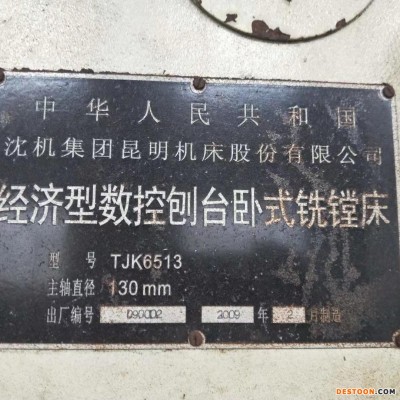 中华人民共和国
沈机集团昆明机床股份有限公司
经济型数控刨台卧式铣镗床
型 号 TJK6513
主轴直径 130mm
出厂编号 D90002 2009 年 2 月制造
DESTOON.COM